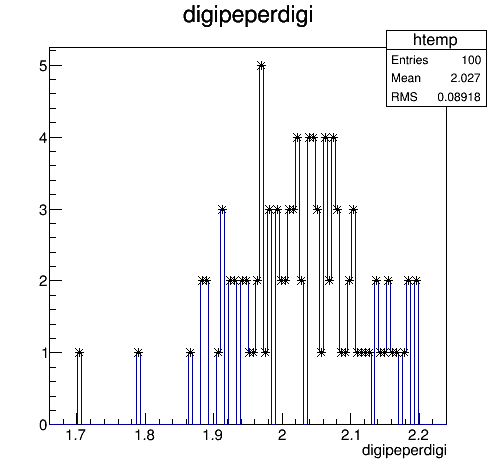 digipeperdigi
htemp
Entries 100
Mean 2.027
RMS 0.08918
5
4
3
2
1
0
1.7 1.8 1.9 2 2.1 2.2
digipeperdigi